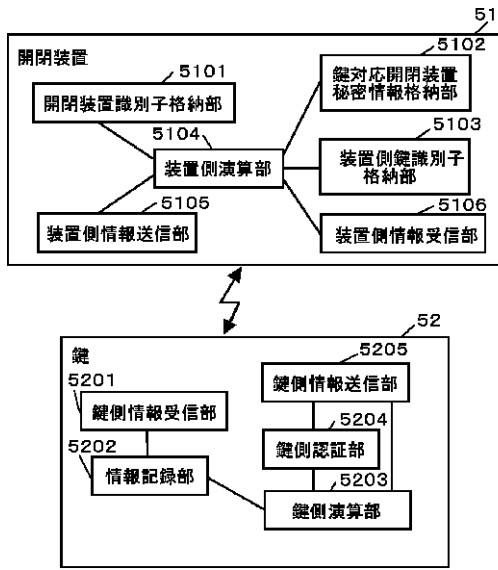 51
開閉装置
5101
開閉装置識別子格納部
5102
鍵対応開閉装置
秘密情報格納部
5104
装置側演算部
5103
装置側鍵識別子
格納部
5105
装置側情報送信部
5106
装置側情報受信部
52
鍵
5205
鍵側情報送信部
5201
鍵側情報受信部
5204
鍵側認証部
5202
情報記録部
5203
鍵側演算部